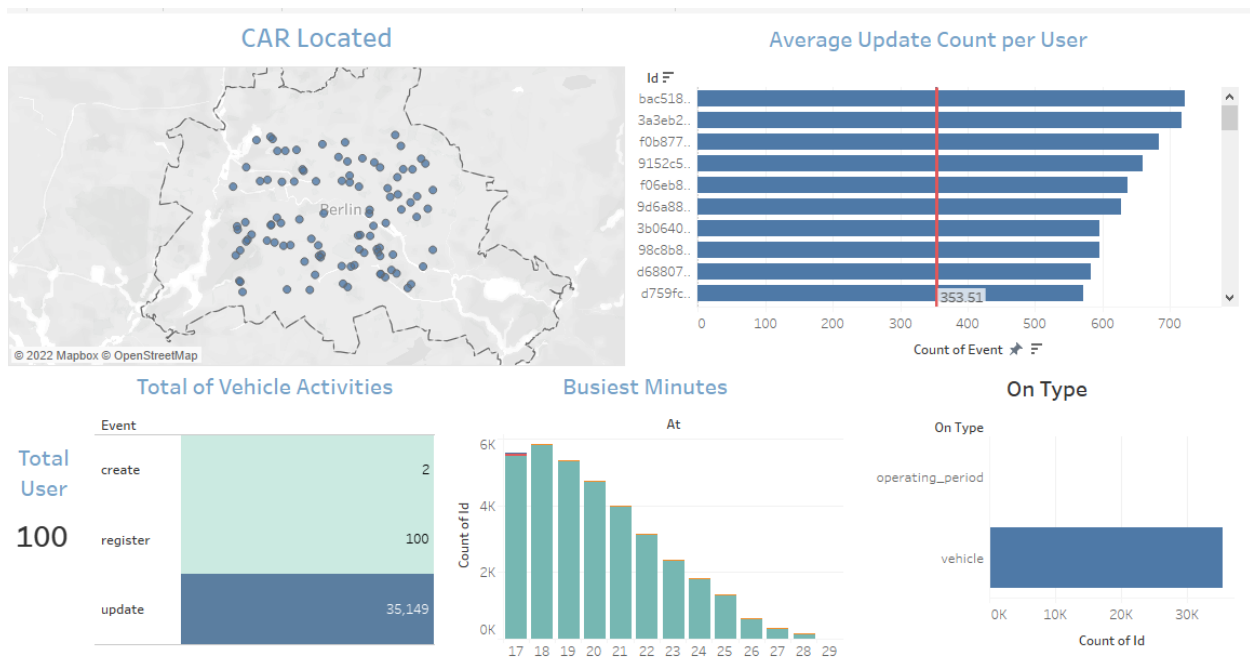 CAR Located
Berlin
© 2022 Mapbox © OpenStreetMap
Average Update Count per User
Id
bac518..
3a3eb2..
f0b877..
9152c5..
f06eb8..
9d6a88..
3b0640..
98c8b8..
d68807..
d759fc..
353.51
0 100 200 300 400 500 600 700
Count of Event
Total User
100
Total of Vehicle Activities
Event
create 2
register 100
update 35,149
Busiest Minutes
At
Count of Id
6K
4K
2K
0K
17 18 19 20 21 22 23 24 25 26 27 28 29
On Type
On Type
operating_period
vehicle
0K 10K 20K 30K
Count of Id